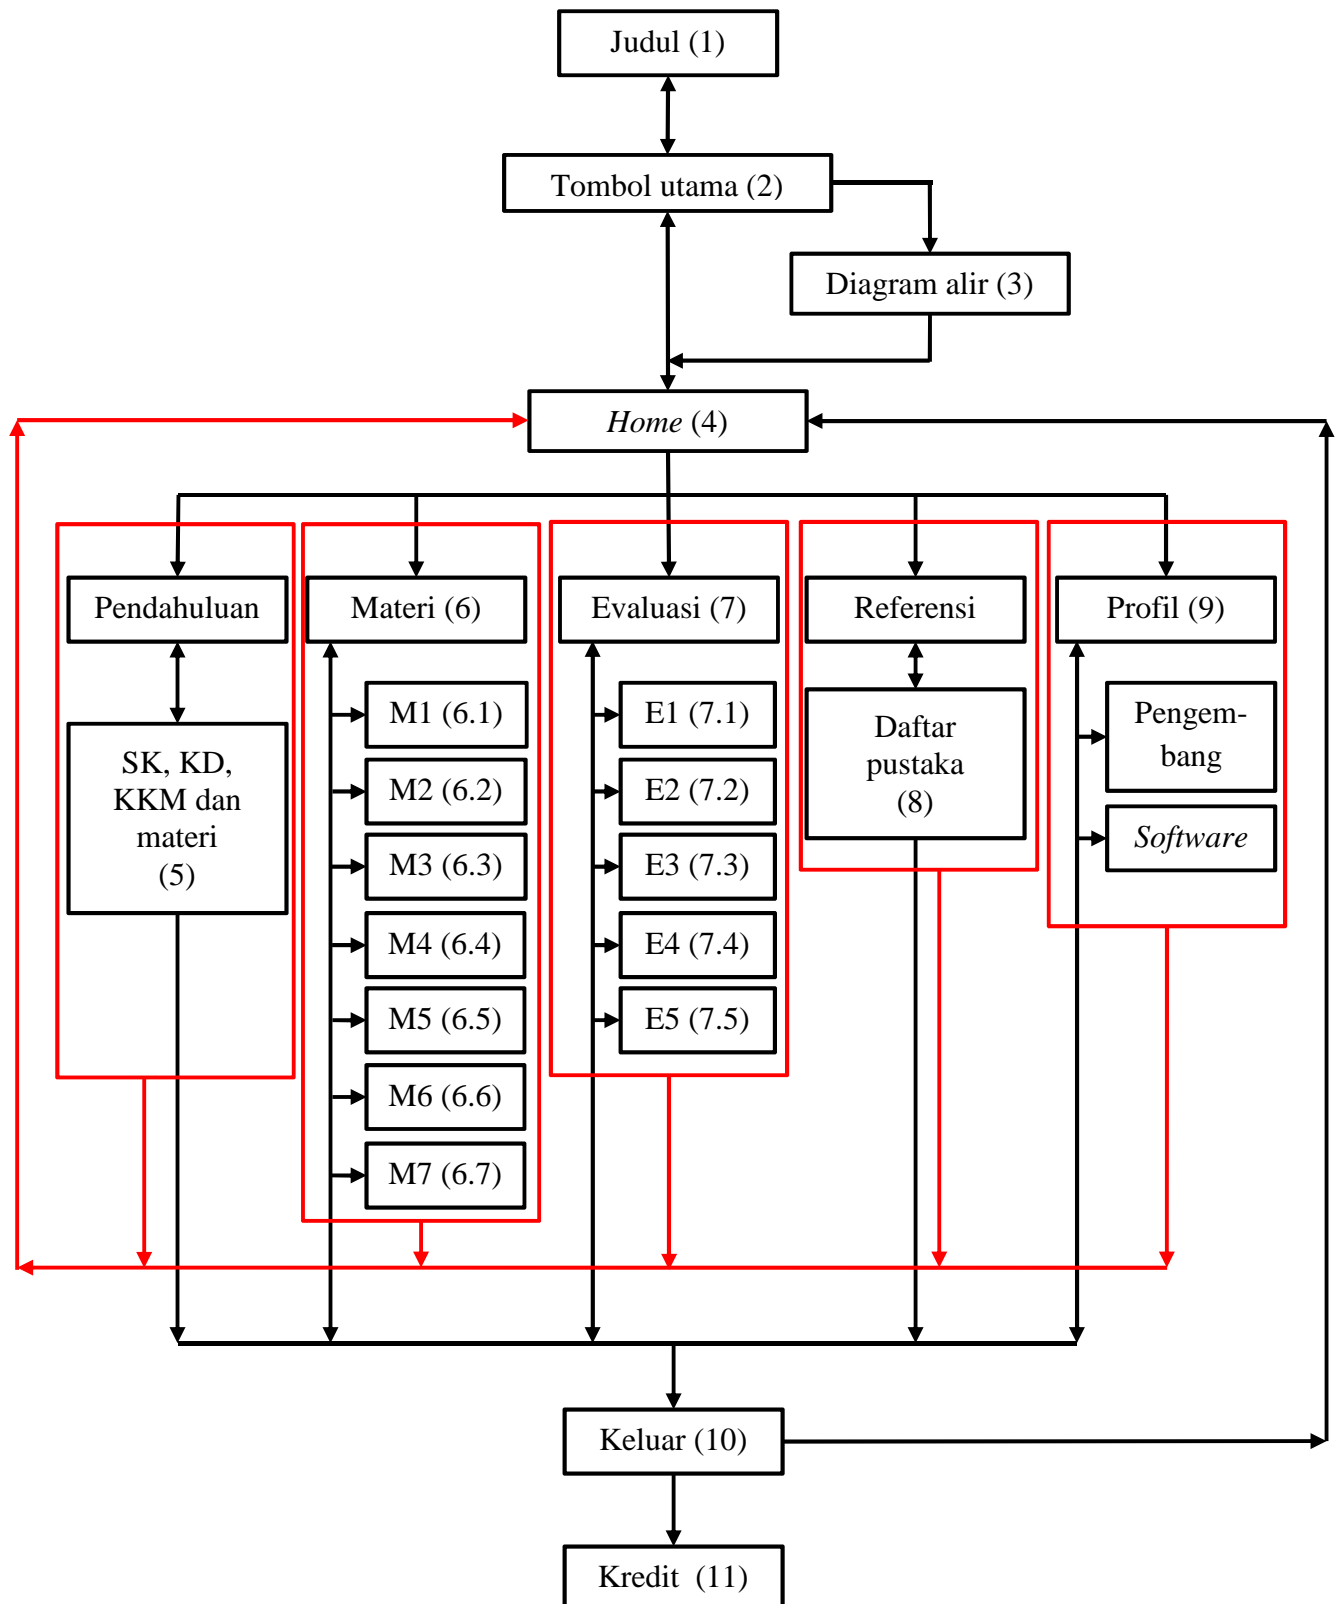 Judul (1)
Tombol utama (2)
Diagram alir (3)
Home (4)
Pendahuluan
Materi (6)
Evaluasi (7)
Referensi
Profil (9)
SK, KD,
KKM dan
materi
(5)
M1 (6.1)
M2 (6.2)
M3 (6.3)
M4 (6.4)
M5 (6.5)
M6 (6.6)
M7 (6.7)
E1 (7.1)
E2 (7.2)
E3 (7.3)
E4 (7.4)
E5 (7.5)
Daftar
pustaka
(8)
Pengem-
bang
Software
Keluar (10)
Kredit (11)